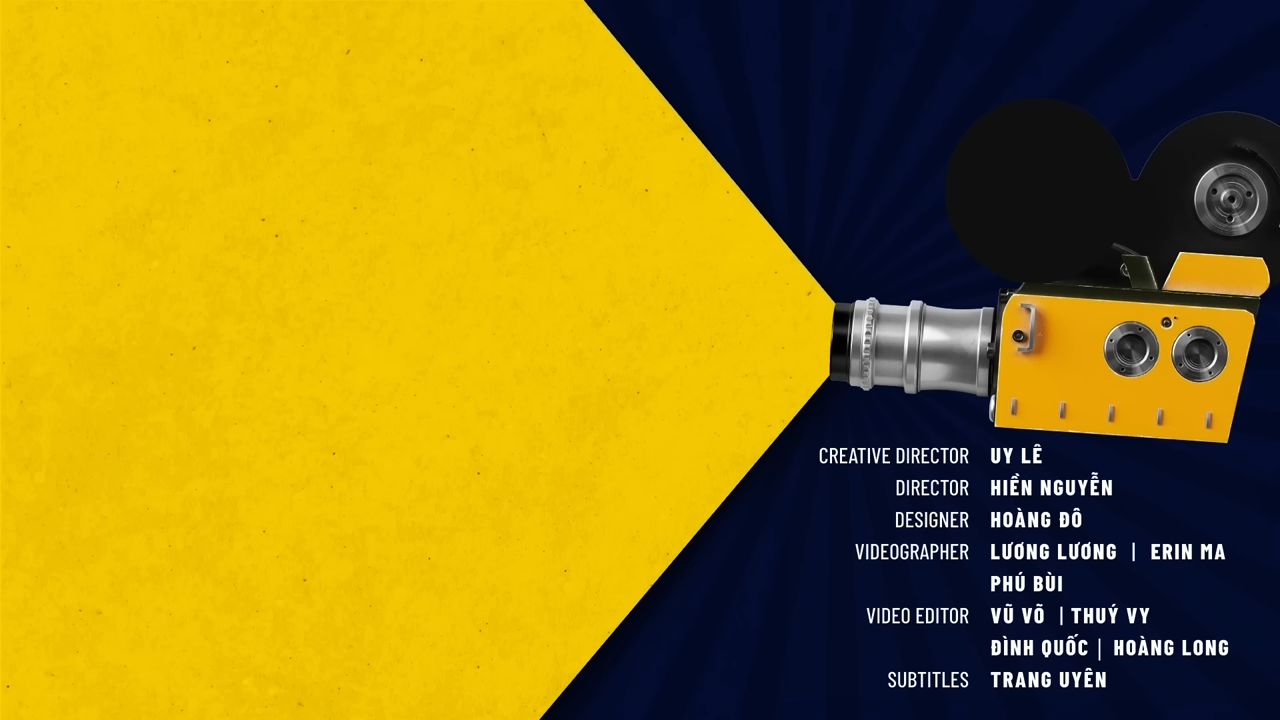 CREATIVE DIRECTOR UY LÊ
DIRECTOR HIỀN NGUYỄN
DESIGNER HOÀNG ĐÔ
VIDEOGRAPHER LƯƠNG LƯƠNG | ERIN MA
PHÚ BÙI
VIDEO EDITOR VŨ VÕ | THUÝ VY
ĐÌNH QUỐC | HOÀNG LONG
SUBTITLES TRANG UYÊN